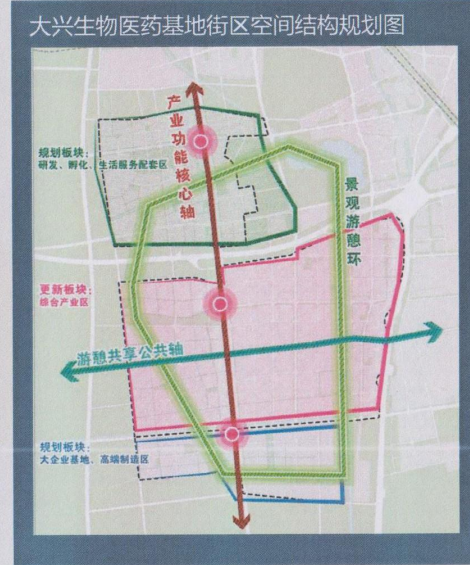 大兴生物医药基地街区空间结构规划图
产业功能核心轴
规划板块：
研发、孵化、生活服务配套区
景观游憩环
更新板块：
综合产业区
游憩共享公共轴
规划板块：
大企业基地、高端制造区